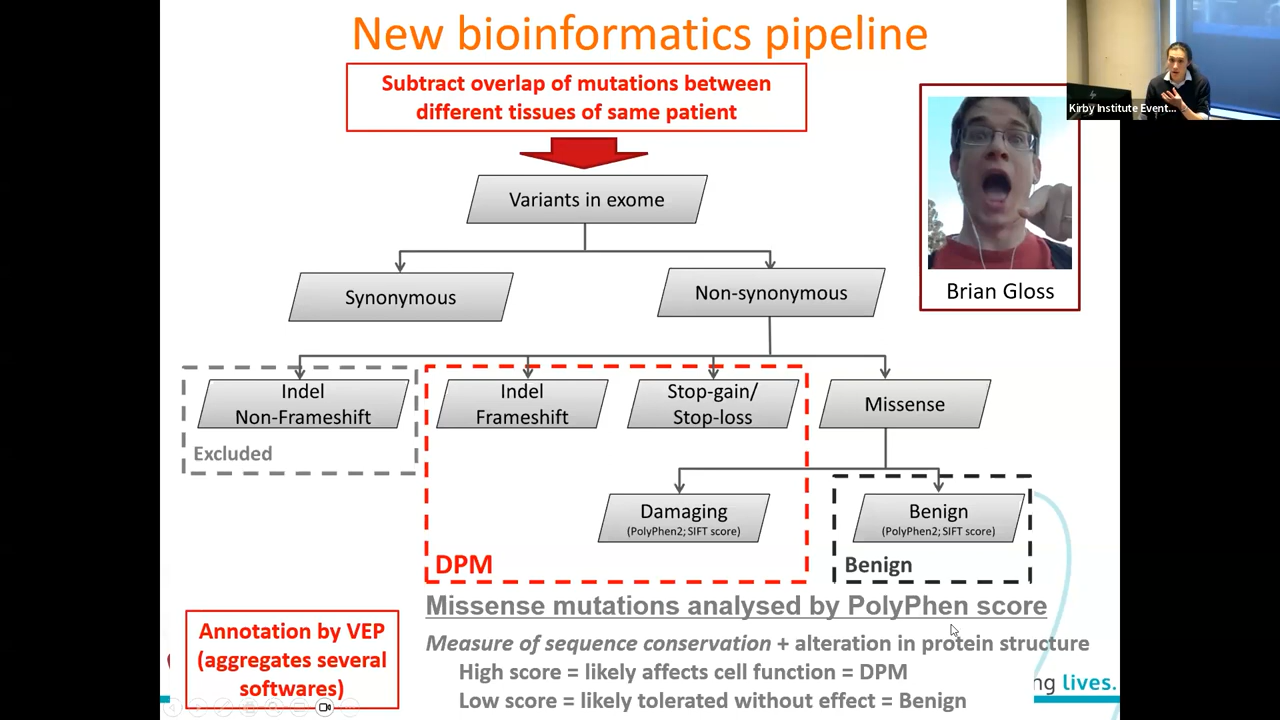 New bioinformatics pipeline
Subtract overlap of mutations between
different tissues of same patient
Kirby Institute Event...
Variants in exome
Brian Gloss
Synonymous
Non-synonymous
Indel
Non-Frameshift
Indel
Frameshift
Stop-gain/
Stop-loss
Missense
Excluded
Damaging
(PolyPhen2; SIFT score)
Benign
(PolyPhen2; SIFT score)
DPM
Benign
Missense mutations analysed by PolyPhen score
Annotation by VEP
(aggregates several
softwares)
Measure of sequence conservation + alteration in protein structure
High score = likely affects cell function = DPM
Low score = likely tolerated without effect = Benign
ng lives.